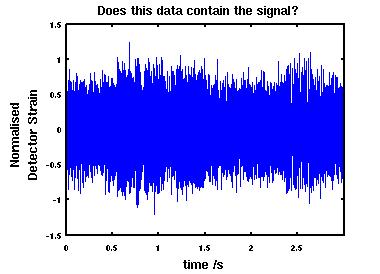 Does this data contain the signal?
1.5
1
0.5
0
-0.5
-1
-1.5
Normalised
Detector Strain
0 0.5 1 1.5 2 2.5
time /s